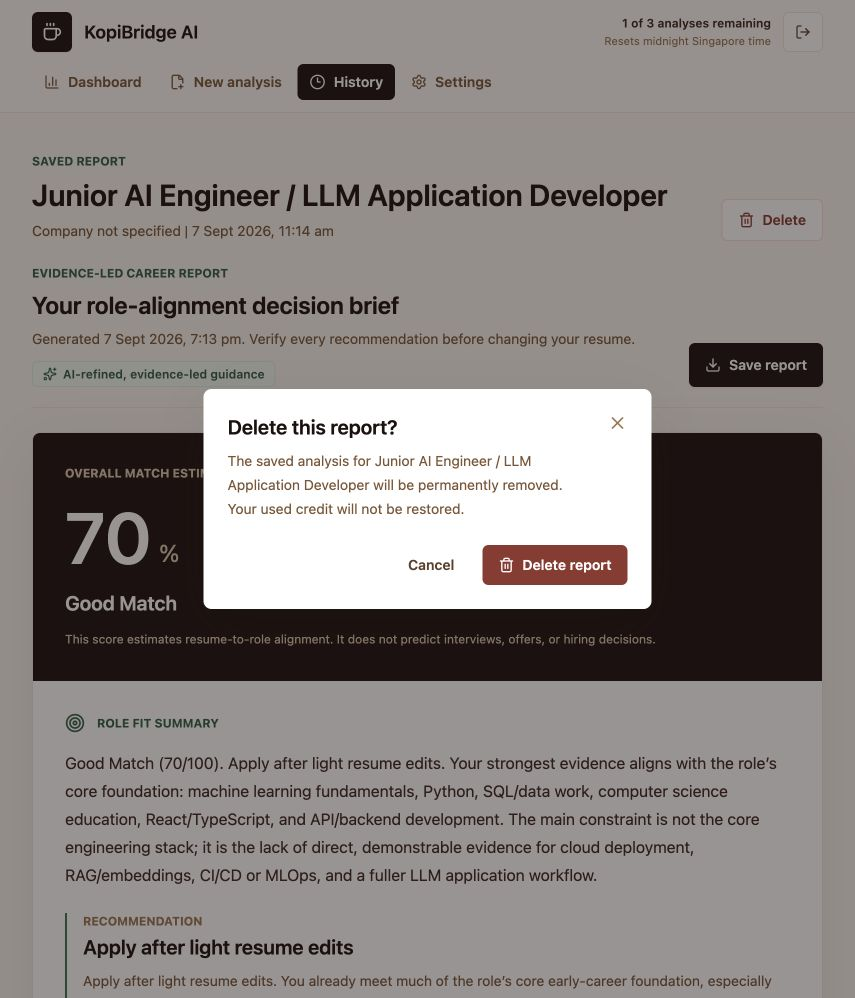 KopiBridge AI
1 of 3 analyses remaining
Resets midnight Singapore time
Dashboard
New analysis
History
Settings
SAVED REPORT
Junior AI Engineer / LLM Application Developer
Company not specified | 7 Sept 2026, 11:14 am
Delete
EVIDENCE-LED CAREER REPORT
Your role-alignment decision brief
Generated 7 Sept 2026, 7:13 pm. Verify every recommendation before changing your resume.
AI-refined, evidence-led guidance
Save report
Delete this report?
The saved analysis for Junior AI Engineer / LLM
Application Developer will be permanently removed.
Your used credit will not be restored.
Cancel
Delete report
OVERALL MATCH
70 %
Good Match
This score estimates resume-to-role alignment. It does not predict interviews, offers, or hiring decisions.
ROLE FIT SUMMARY
Good Match (70/100). Apply after light resume edits. Your strongest evidence aligns with the role's
core foundation: machine learning fundamentals, Python, SQL/data work, computer science
education, React/TypeScript, and API/backend development. The main constraint is not the core
engineering stack; it is the lack of direct, demonstrable evidence for cloud deployment,
RAG/embeddings, CI/CD or MLOps, and a fuller LLM application workflow.
RECOMMENDATION
Apply after light resume edits
Apply after light resume edits. You already meet much of the role's core early-career foundation, especially